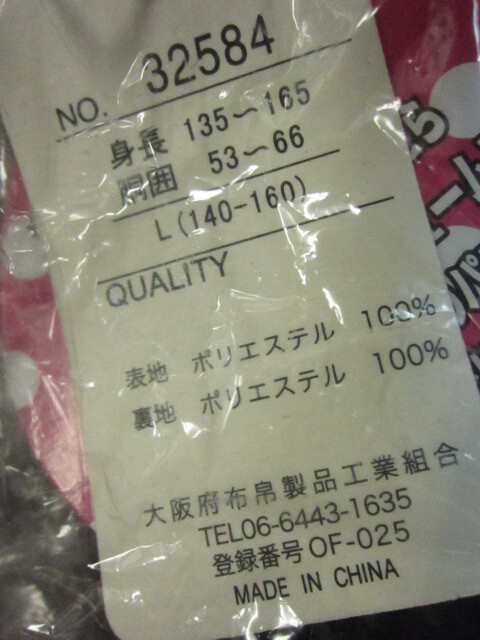 NO. 32584
身長 135～165
胴囲 53～66
L(140-160)
QUALITY
表地 ポリエステル 100%
裏地 ポリエステル 100%
大阪府布帛製品工業組合
TEL06-6443-1635
登録番号OF-025
MADE IN CHINA